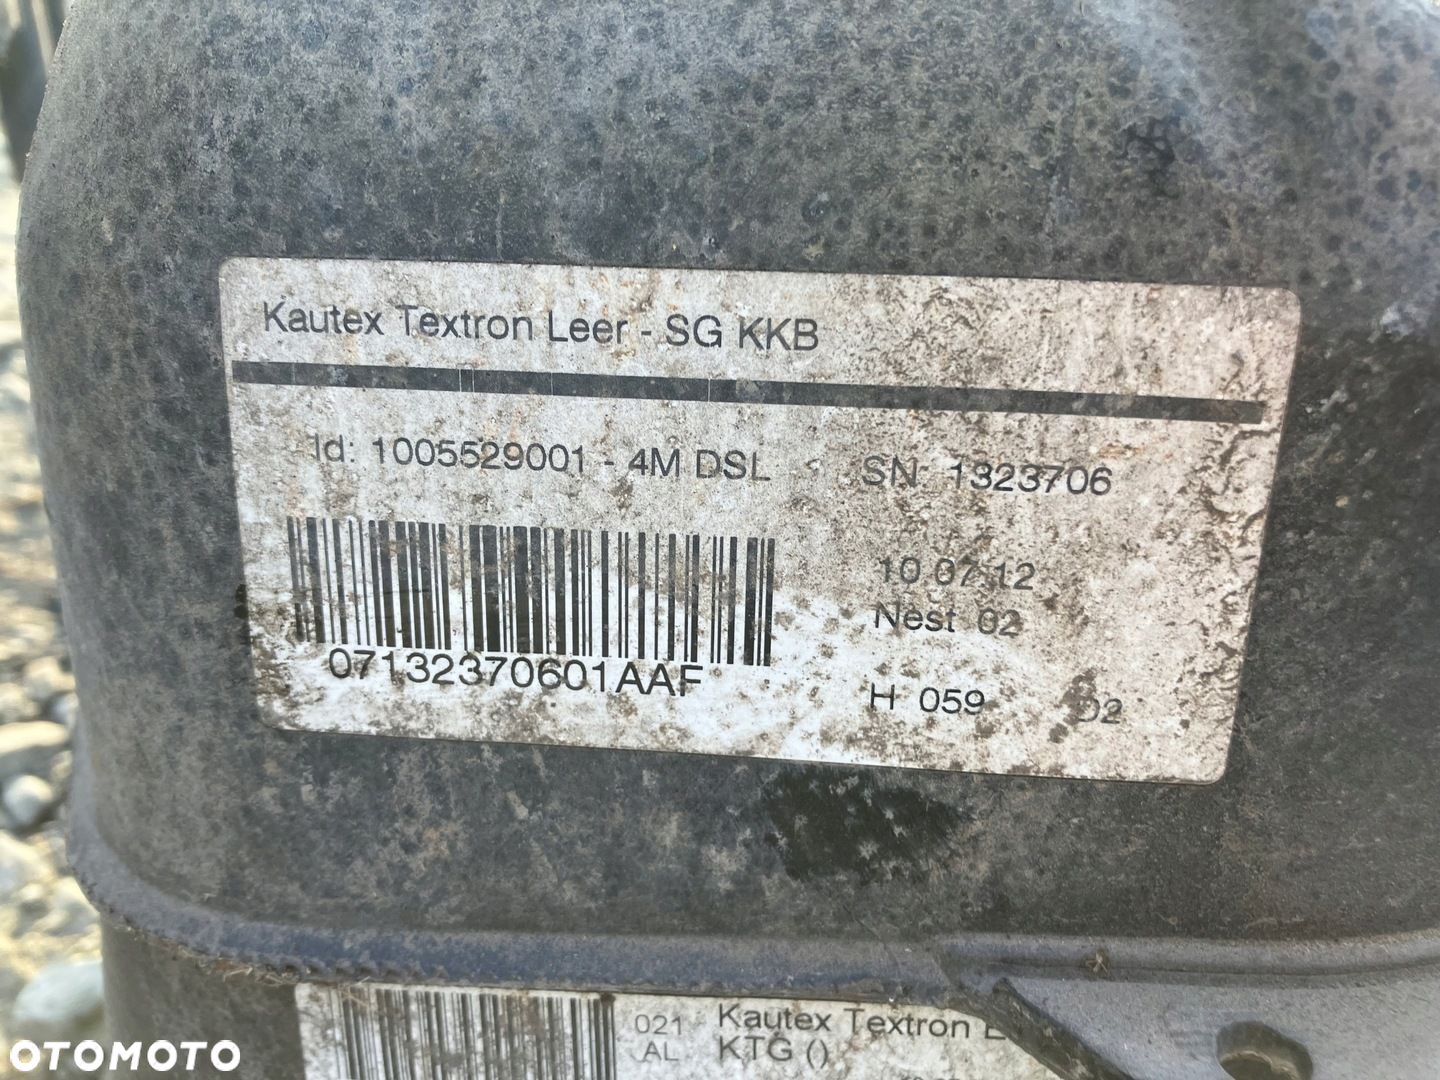 Kautex Textron Leer - SG KKB
Id: 1005529001 - 4M DSL SN: 1323706
10.07.12
Nest 02
07132370601AAF
H 059
021 Kautex Textron
AL KTG ()
OTOMOTO